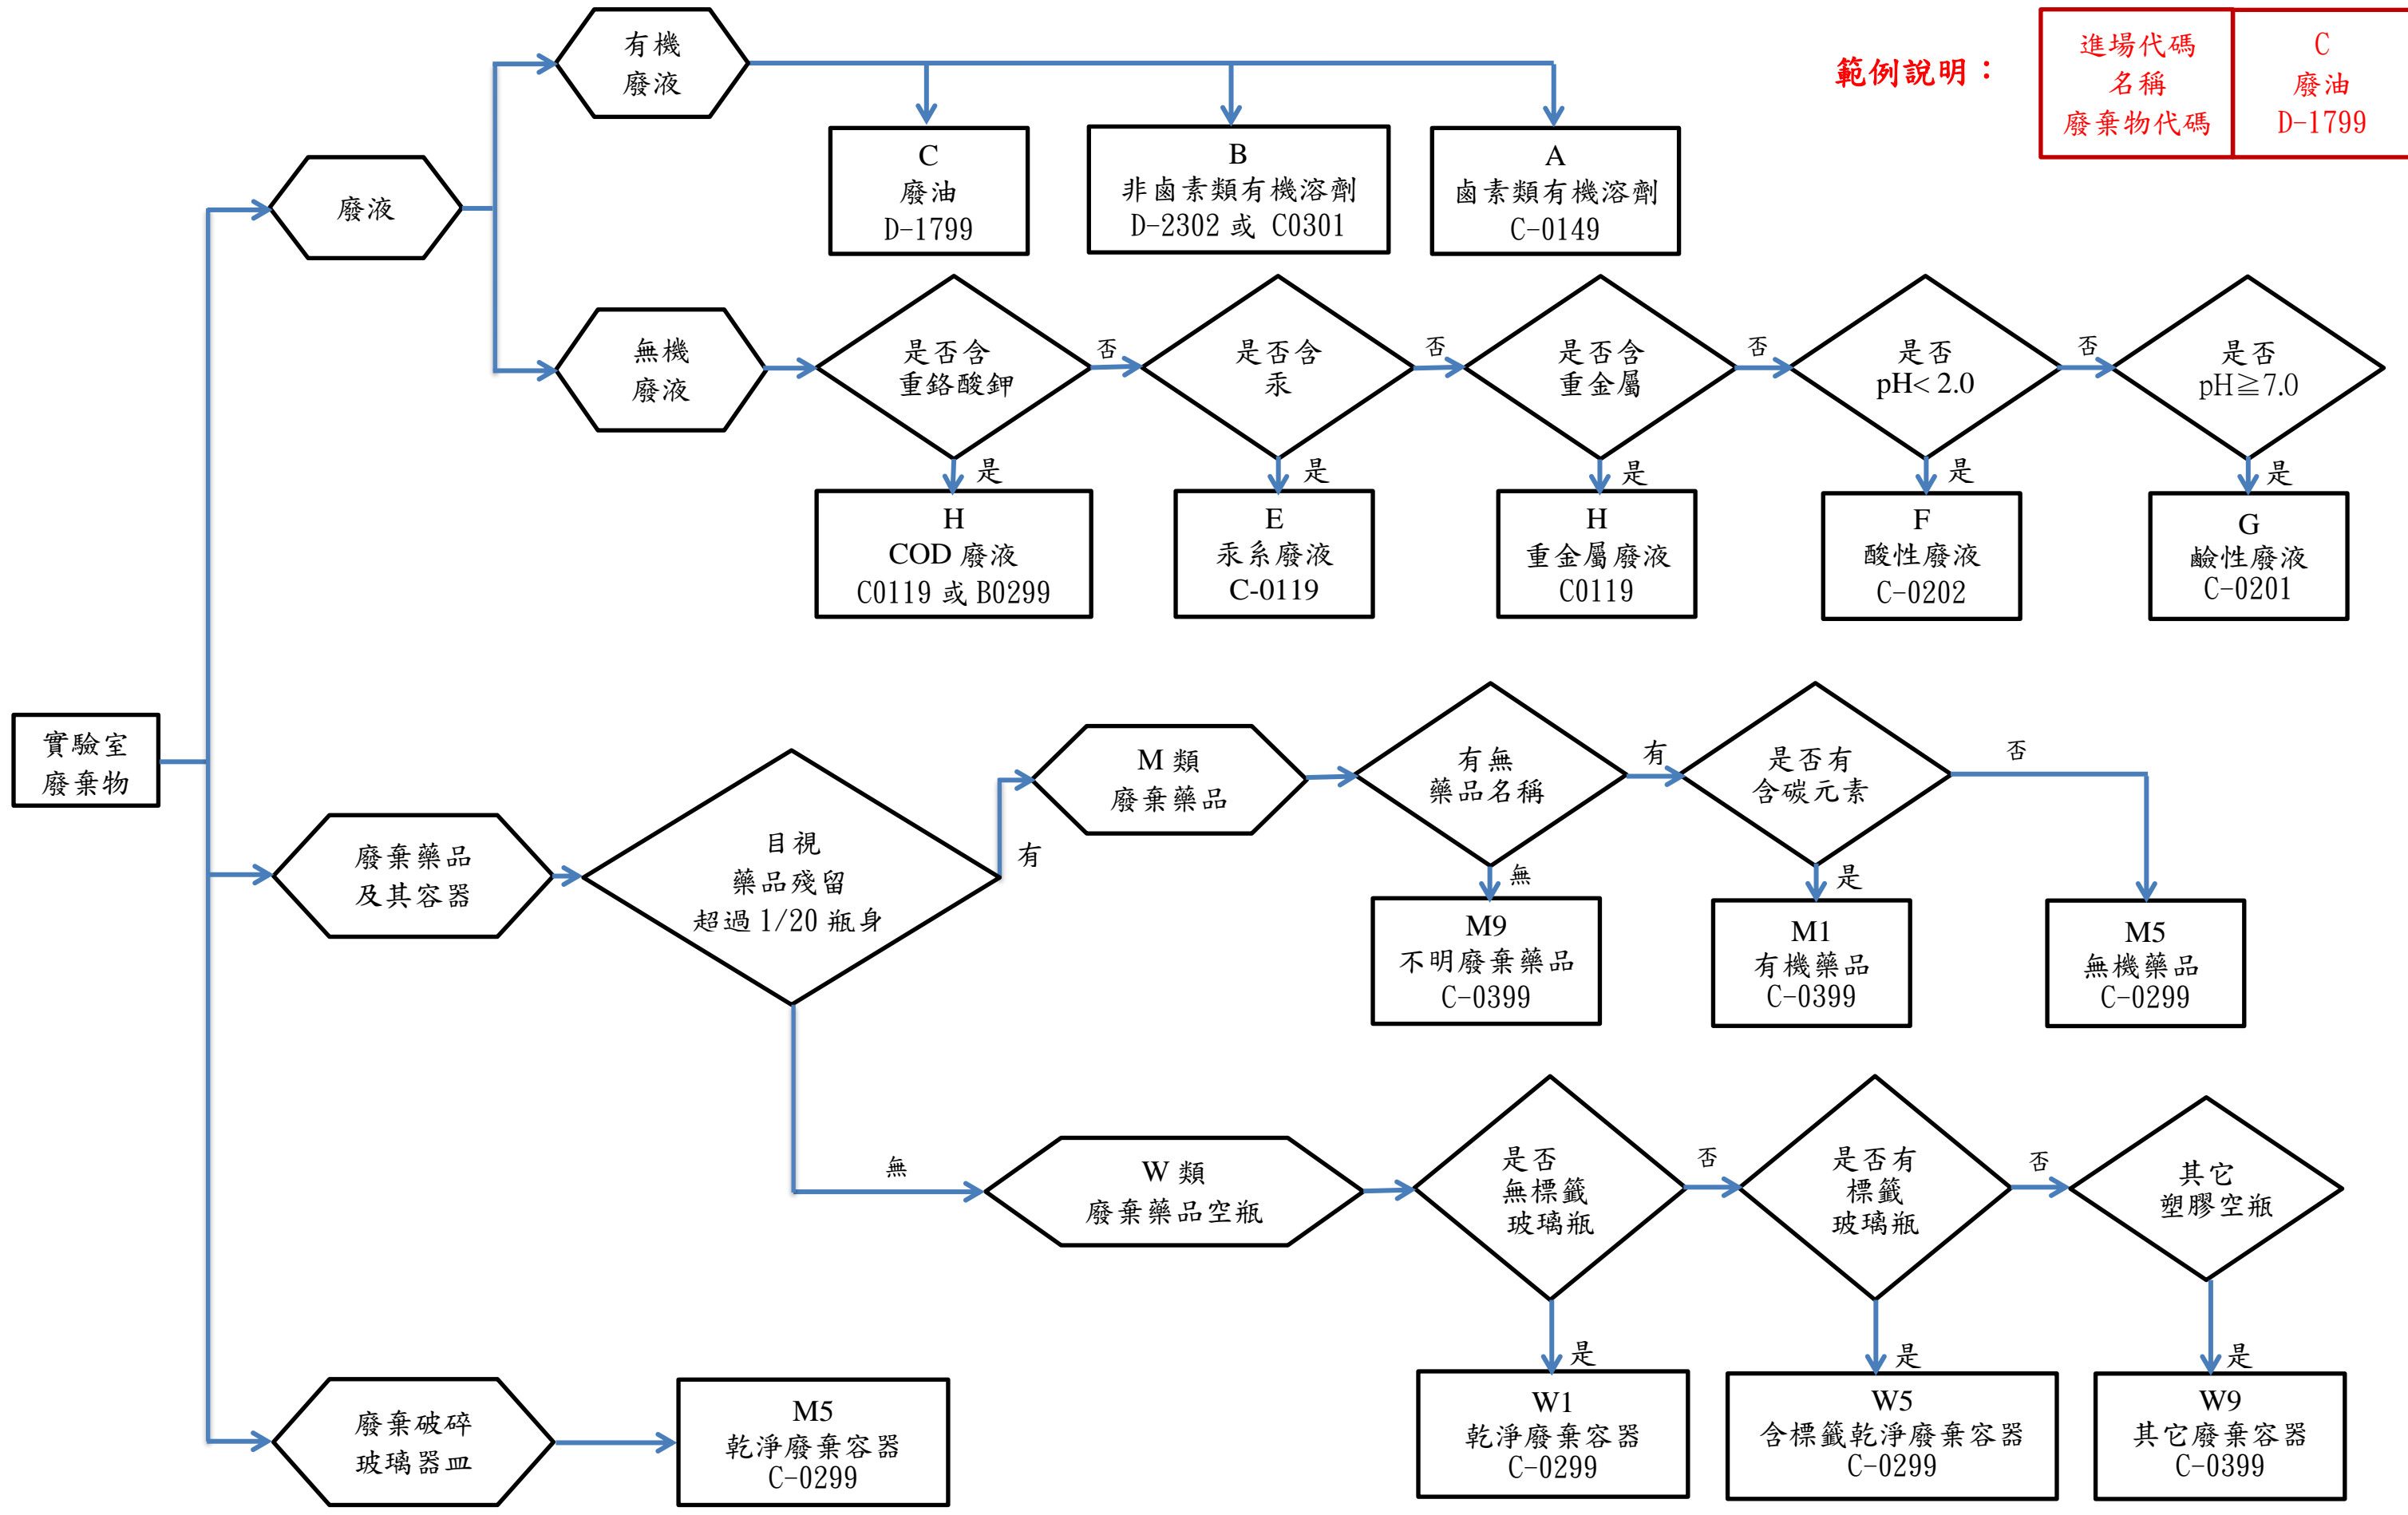 有機
廢液
範例說明：
進場代碼
名稱
廢棄物代碼
C
廢油
D-1799
廢液
C
廢油
D-1799
B
非鹵素類有機溶劑
D-2302 或 C0301
A
鹵素類有機溶劑
C-0149
無機
廢液
是否含
重鉻酸鉀
否
是否含
汞
否
是否含
重金屬
否
是否
pH< 2.0
否
是否
pH≧7.0
是
是
是
是
是
H
COD 廢液
C0119 或 B0299
E
汞系廢液
C-0119
H
重金屬廢液
C0119
F
酸性廢液
C-0202
G
鹼性廢液
C-0201
實驗室
廢棄物
廢棄藥品
及其容器
目視
藥品殘留
超過 1/20 瓶身
有
M 類
廢棄藥品
有無
藥品名稱
有
是否有
含碳元素
否
無
是
M9
不明廢棄藥品
C-0399
M1
有機藥品
C-0399
M5
無機藥品
C-0299
無
W 類
廢棄藥品空瓶
是否
無標籤
玻璃瓶
否
是否有
標籤
玻璃瓶
否
其它
塑膠空瓶
是
是
是
廢棄破碎
玻璃器皿
M5
乾淨廢棄容器
C-0299
W1
乾淨廢棄容器
C-0299
W5
含標籤乾淨廢棄容器
C-0299
W9
其它廢棄容器
C-0399